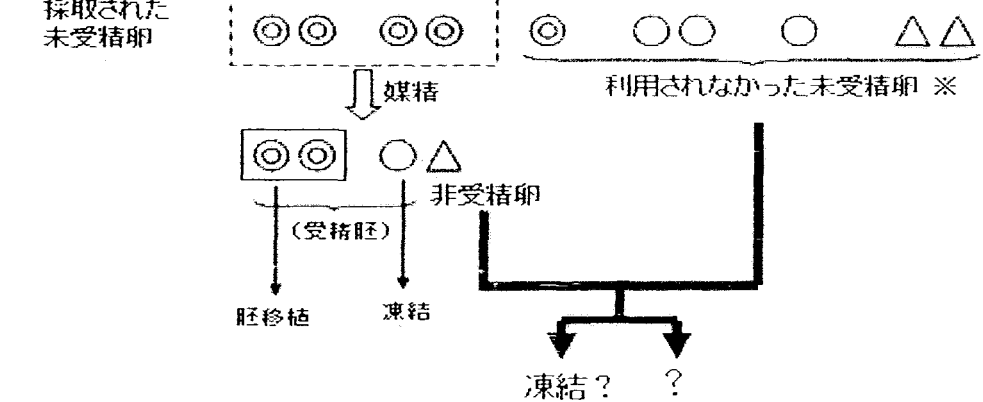 採取された
未受精卵
利用されなかった未受精卵 ※
媒精
非受精卵
(受精胚)
胚移植
凍結
凍結？
？